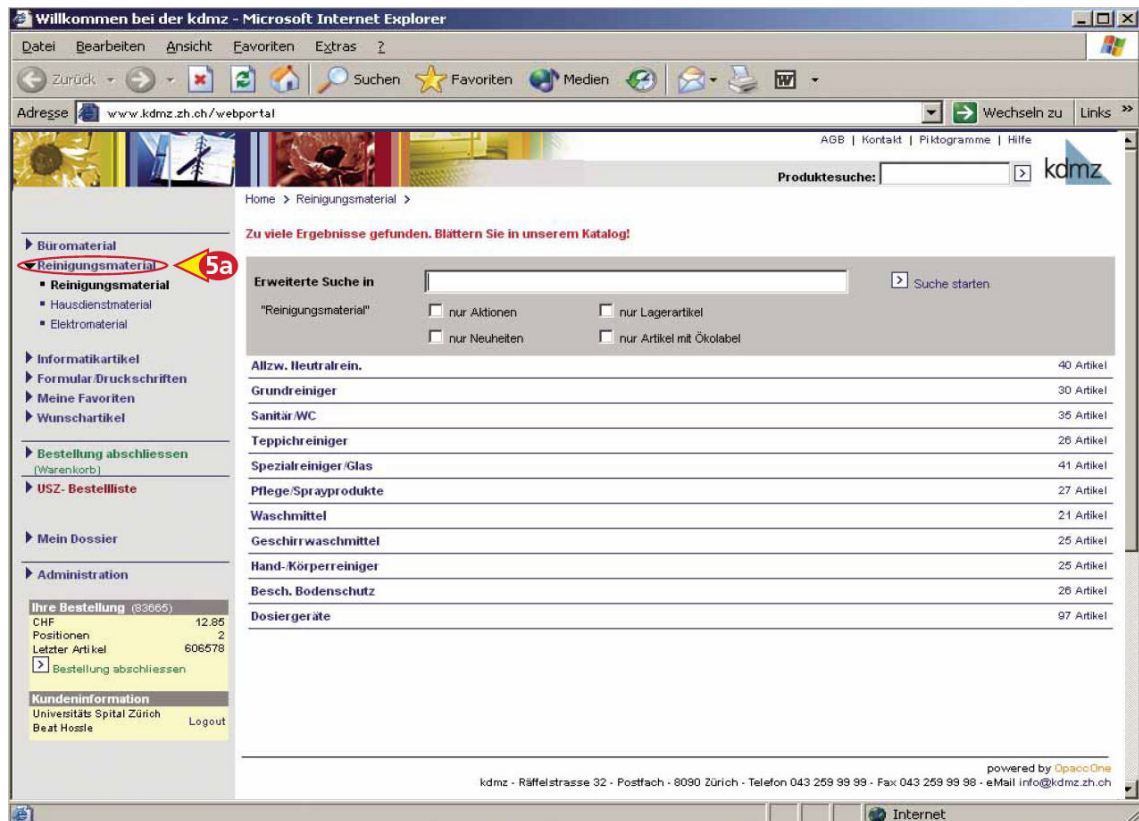 Willkommen bei der kdmz - Microsoft Internet Explorer
Datei Bearbeiten Ansicht Favoriten Extras ?
Zurück Suchen Favoriten Medien
Adresse www.kdmz.zh.ch/webportal Wechseln zu Links »
AGB | Kontakt | Piktogramme | Hilfe
Produktesuche: kdmz
Home > Reinigungsmaterial >
Zu viele Ergebnisse gefunden. Blättern Sie in unserem Katalog!
Büromaterial
Reinigungsmaterial 5a
Reinigungsmaterial
Hausdienstmaterial
Elektromaterial
Informatikartikel
Formular/Druckschriften
Meine Favoriten
Wunschartikel
Bestellung abschliessen
(Warenkorb)
USZ- Bestellliste
Mein Dossier
Administration
Ihre Bestellung (83665)
CHF 12.85
Positionen 2
Letzter Artikel 606578
Bestellung abschliessen
Kundeninformation
Universitäts Spital Zürich
Beat Hossle Logout
Erweiterte Suche in Suche starten
"Reinigungsmaterial" nur Aktionen nur Lagerartikel
nur Neuheiten nur Artikel mit Ökolabel
Allzw. Neutralrein. 40 Artikel
Grundreiniger 30 Artikel
Sanitär/WC 35 Artikel
Teppichreiniger 26 Artikel
Spezialreiniger/Glas 41 Artikel
Pflege/Sprayprodukte 27 Artikel
Waschmittel 21 Artikel
Geschirrwaschmittel 25 Artikel
Hand-/Körperreiniger 25 Artikel
Besch. Bodenschutz 26 Artikel
Dosiergeräte 97 Artikel
powered by OpaccOne
kdmz - Räffelstrasse 32 - Postfach - 8090 Zürich - Telefon 043 259 99 99 - Fax 043 259 99 98 - eMail info@kdmz.zh.ch
Internet